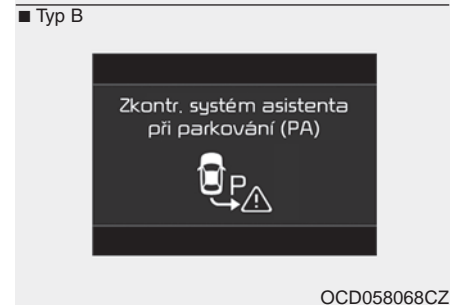 ■ Typ B
Zkontr. systém asistenta
při parkování (PA)
P
OCD058068CZ